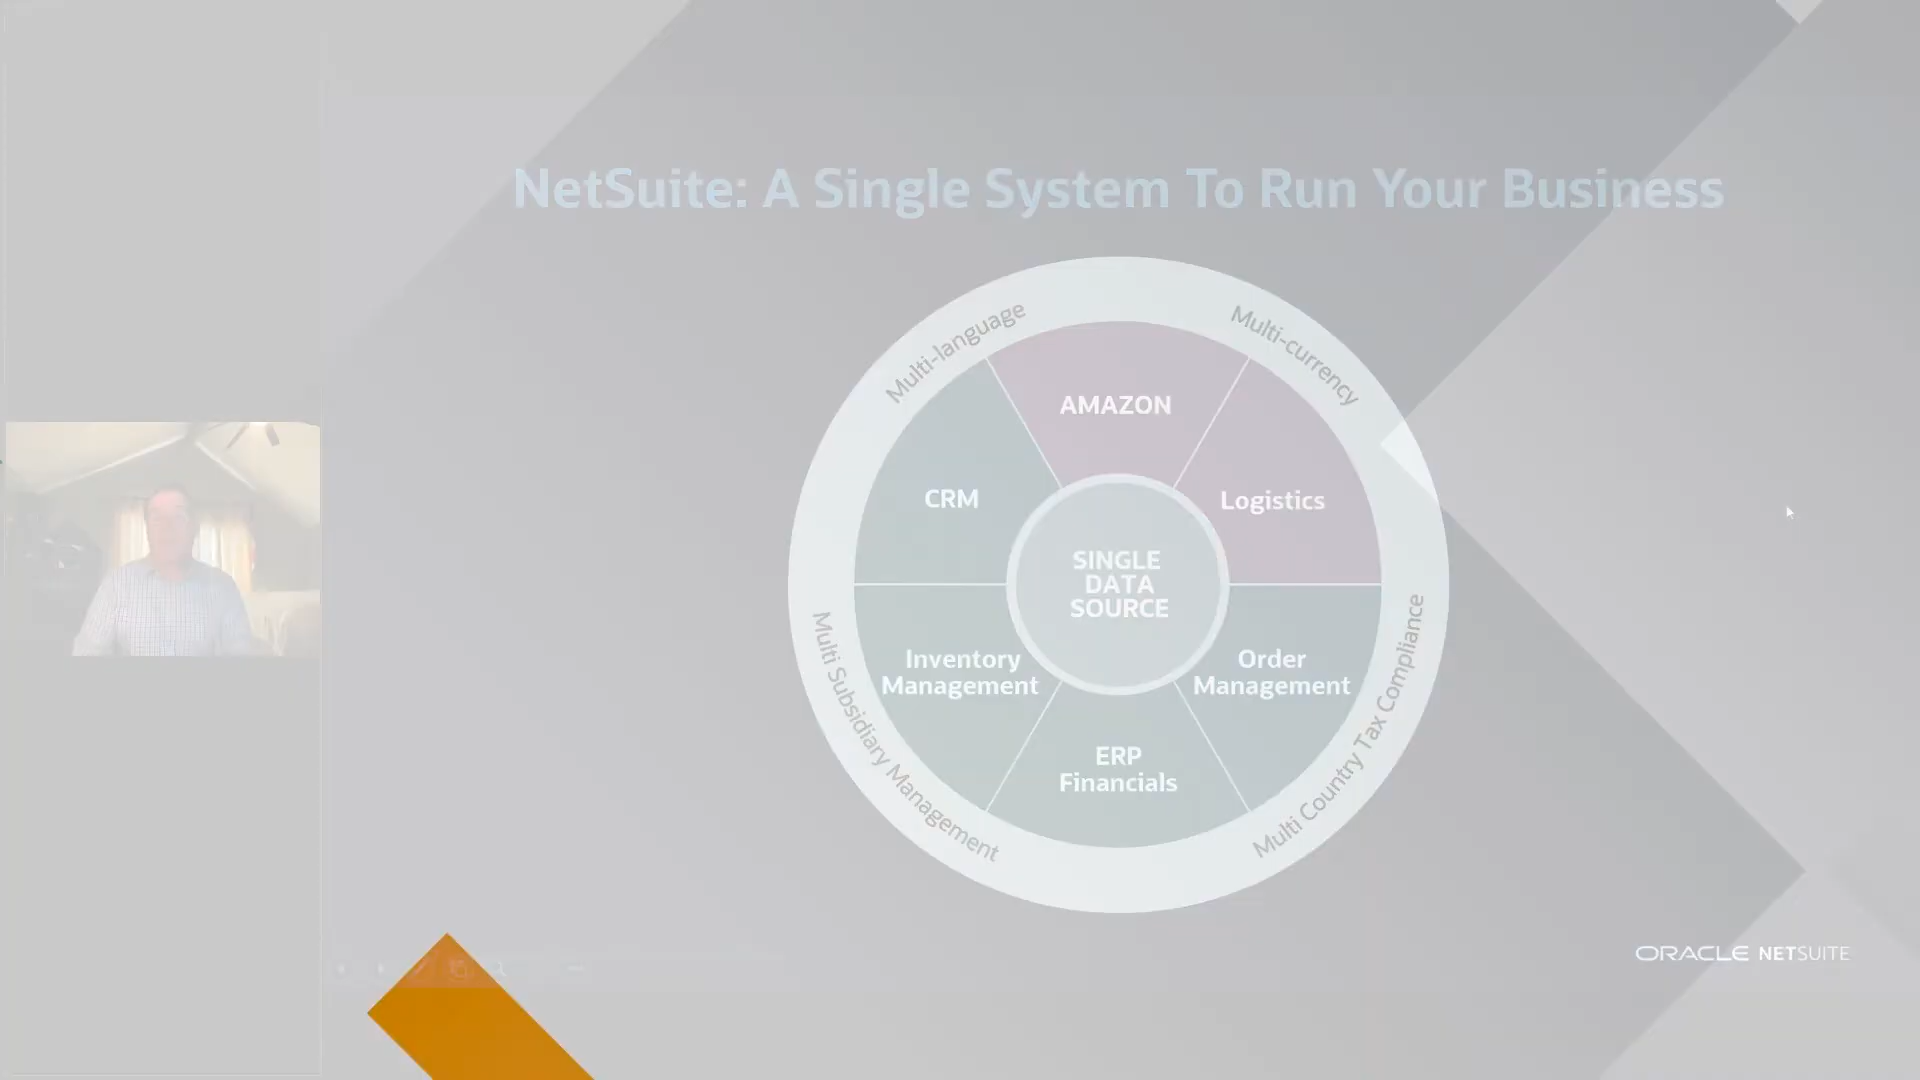 NetSuite: A Single System To Run Your Business
Multi-language
Multi-currency
AMAZON
CRM
Logistics
SINGLE
DATA
SOURCE
Inventory
Management
Order
Management
ERP
Financials
Multi Subsidiary Management
Multi Country Tax Compliance
ORACLE NETSUITE